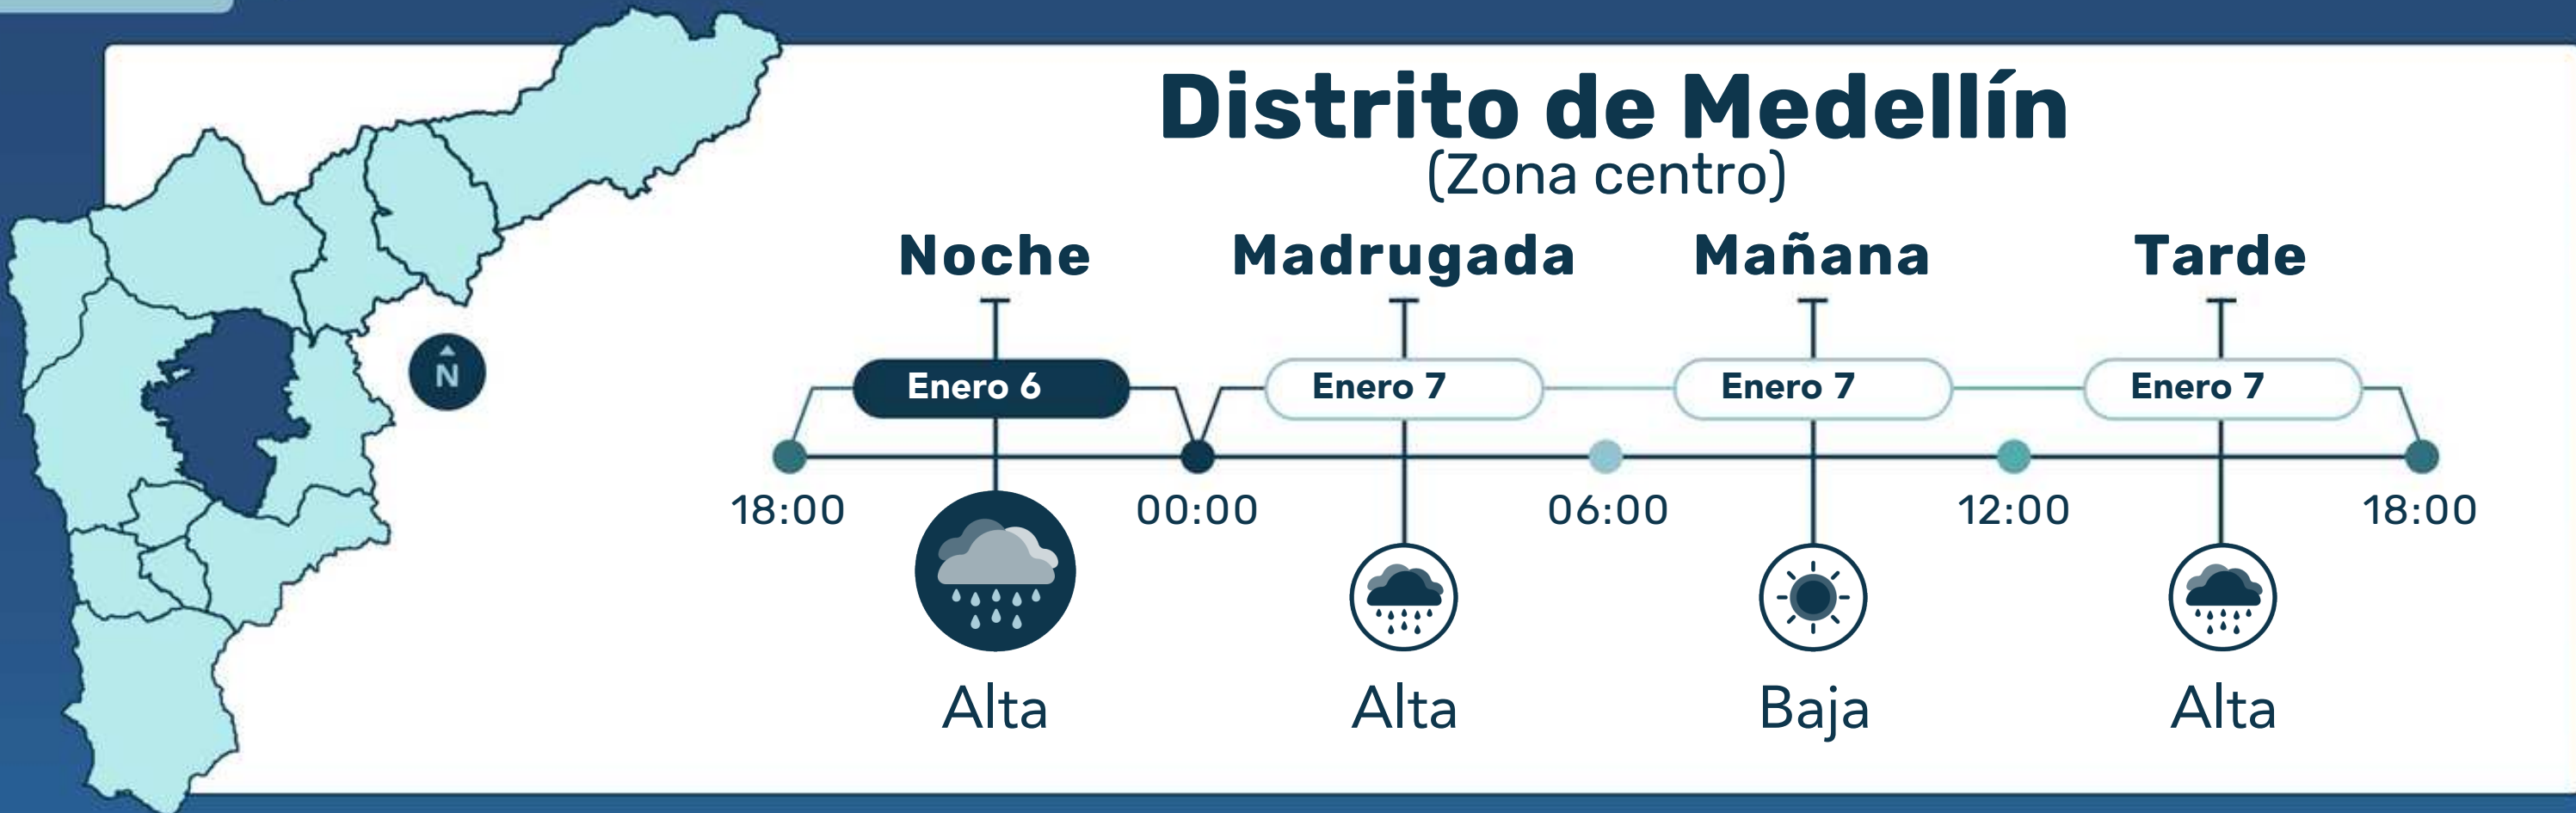 Distrito de Medellín
(Zona centro)
Noche Madrugada Mañana Tarde
Enero 6 Enero 7 Enero 7 Enero 7
N
18:00 00:00 06:00 12:00 18:00
Alta Alta Baja Alta